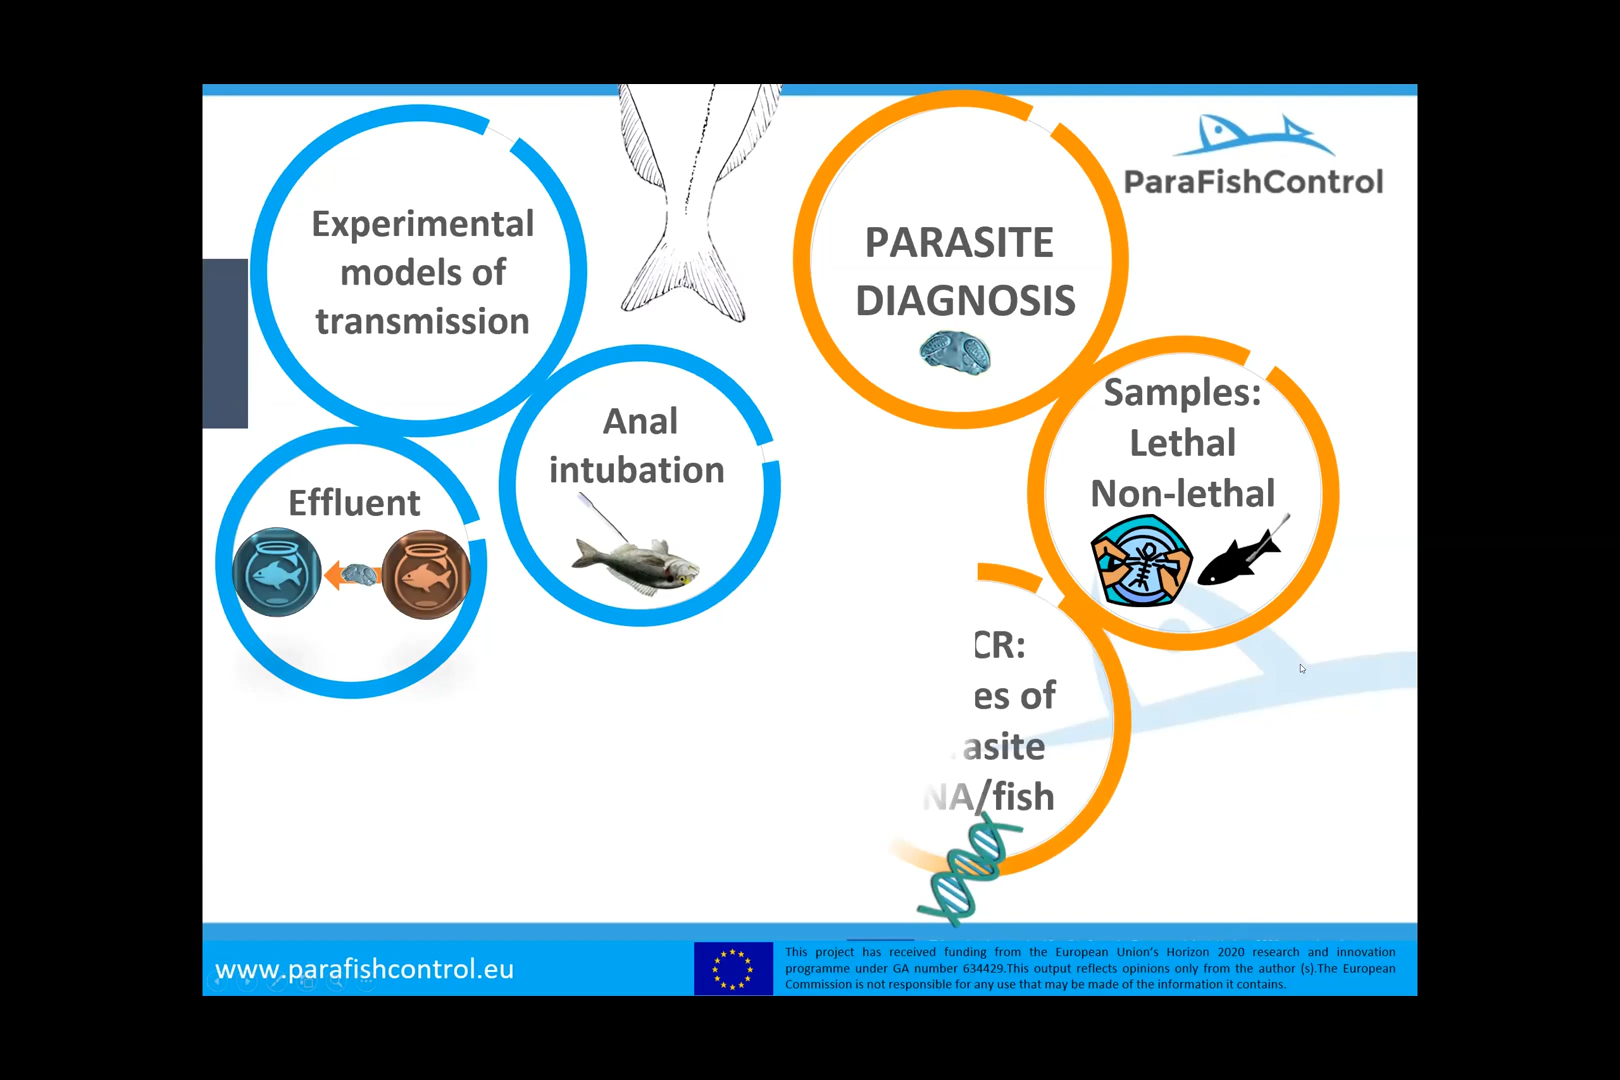 Experimental
models of
transmission
Anal
intubation
Effluent
PARASITE
DIAGNOSIS
ParaFishControl
Samples:
Lethal
Non-lethal
CR:
es of
asite
NA/fish
www.parafishcontrol.eu
This project has received funding from the European Union's Horizon 2020 research and innovation
programme under GA number 634429.This output reflects opinions only from the author (s).The European
Commission is not responsible for any use that may be made of the information it contains.